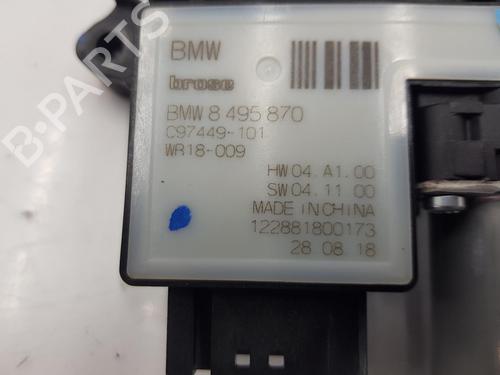 BMW
brose
BMW 8 495 870
C97449-101
WR18-009
HW 04.A1.00
SW 04.11.00
MADE IN CHINA
122881800173
28 08 18
B-PARTS